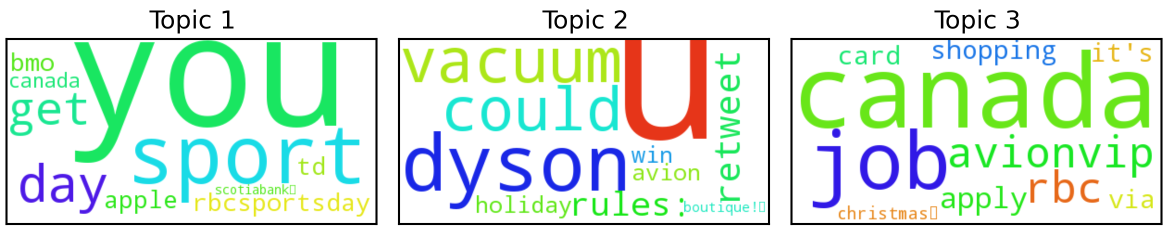 Topic 1
bmo
canada
you
get
sport
day
td
scotiabank▯
apple
rbcsportsday
Topic 2
vacuum
u
could
retweet
dyson
win
avion
holiday
rules:
boutique!▯
Topic 3
card
shopping
it's
canada
job
avionvip
rbc
apply
via
christmas▯